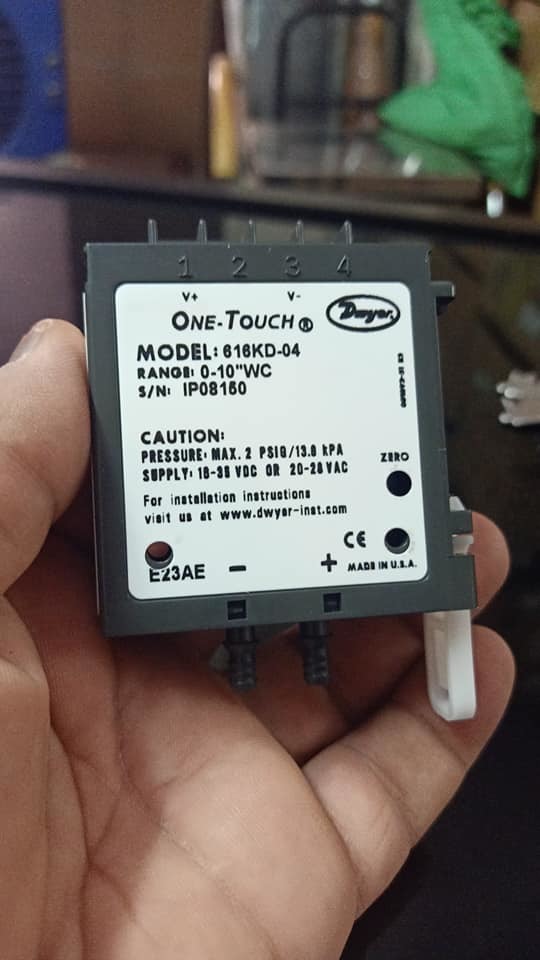 1 2 3 4
V+ V-
ONE-TOUCH ®
Dwyer
MODEL: 616KD-04
RANGE: 0-10"WC
S/N: IP08150
CAUTION:
PRESSURE: MAX. 2 PSIG/13.8 kPA
SUPPLY: 16-36 VDC OR 20-28 VAC
ZERO
For installation instructions
visit us at www.dwyer-inst.com
CE
E23AE - + MADE IN U.S.A.